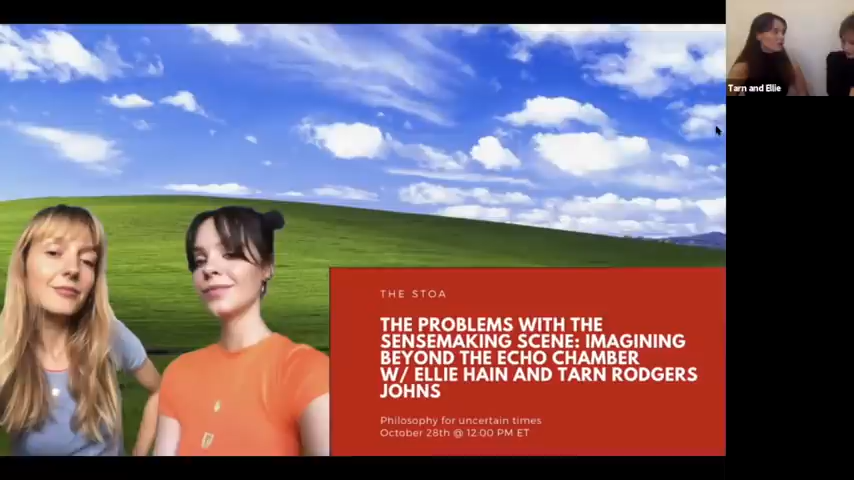 THE STOA
THE PROBLEMS WITH THE
SENSEMAKING SCENE: IMAGINING
BEYOND THE ECHO CHAMBER
W/ ELLIE HAIN AND TARN RODGERS
JOHNS
Philosophy for uncertain times
October 28th @ 12:00 PM ET
Tarn and Ellie